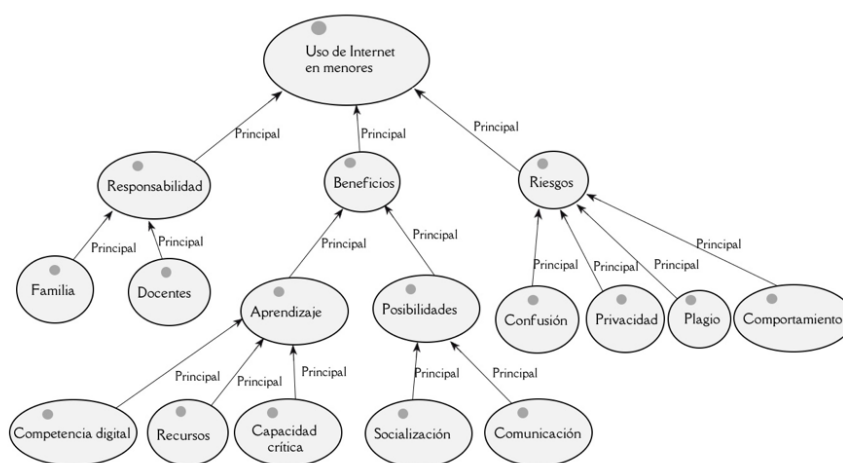 Uso de Internet
en menores
Principal
Principal
Principal
Responsabilidad
Beneficios
Riesgos
Principal
Principal
Principal
Principal
Principal
Principal
Principal
Principal
Familia
Docentes
Aprendizaje
Posibilidades
Confusión
Privacidad
Plagio
Comportamiento
Principal
Principal
Principal
Principal
Principal
Competencia digital
Recursos
Capacidad
crítica
Socialización
Comunicación